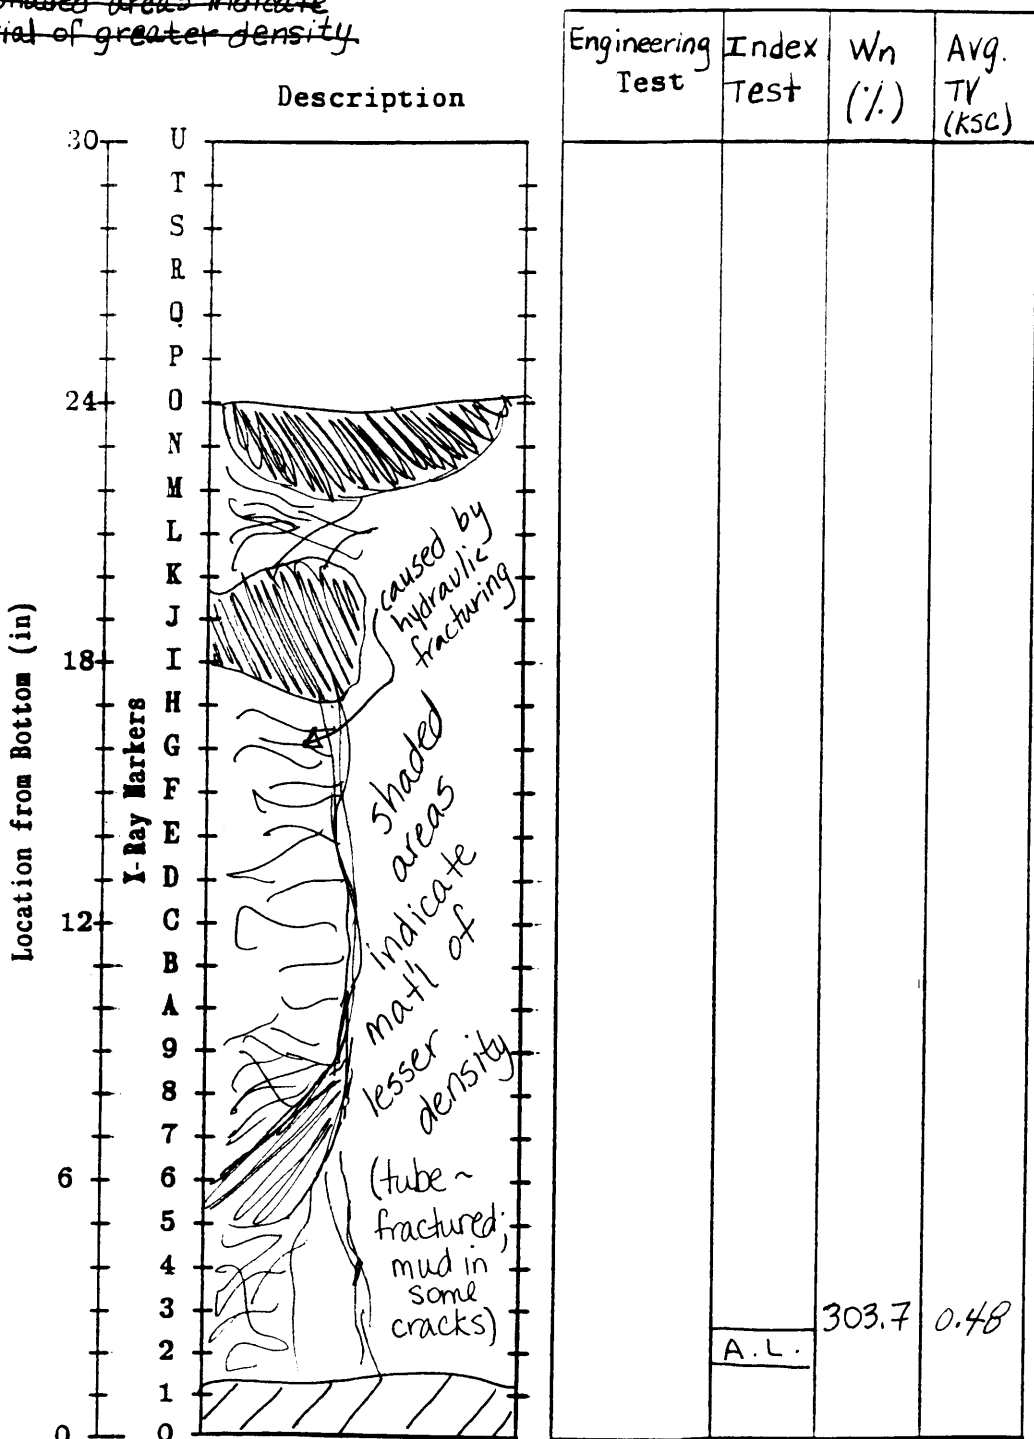 shaded areas indicate
ial of greater density.
Description
Engineering Test
Index Test
Wn (%)
Avg. TV (KSC)
Location from Bottom (in)
X-Ray Markers
30
24
18
12
6
0
U
T
S
R
Q
P
O
N
M
L
K
J
I
H
G
F
E
D
C
B
A
9
8
7
6
5
4
3
2
1
0
caused by
hydraulic
fracturing
shaded
areas
indicate
mat'l of
lesser
density
(tube ~
fractured;
mud in
some
cracks)
A.L.
303.7
0.48